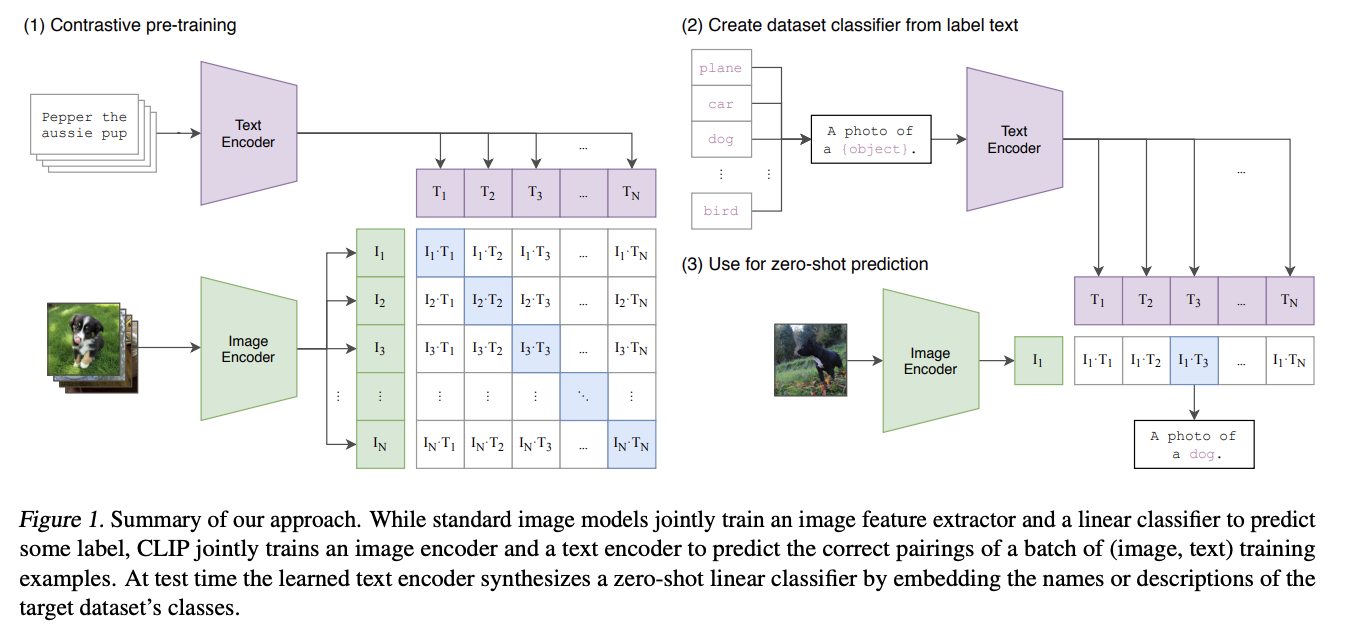 (1) Contrastive pre-training
Pepper the
aussie pup
Text
Encoder
...
T1 T2 T3 ... TN
I1 I1·T1 I1·T2 I1·T3 ... I1·TN
I2 I2·T1 I2·T2 I2·T3 ... I2·TN
I3 I3·T1 I3·T2 I3·T3 ... I3·TN
⋮ ⋮ ⋮ ⋮ ⋮ ⋱ ⋮
IN IN·T1 IN·T2 IN·T3 ... IN·TN
Image
Encoder
(2) Create dataset classifier from label text
plane
car
dog
⋮ ⋮
bird
A photo of
a {object}.
Text
Encoder
...
(3) Use for zero-shot prediction
Image
Encoder
T1 T2 T3 ... TN
I1 I1·T1 I1·T2 I1·T3 ... I1·TN
A photo of
a dog.
Figure 1. Summary of our approach. While standard image models jointly train an image feature extractor and a linear classifier to predict
some label, CLIP jointly trains an image encoder and a text encoder to predict the correct pairings of a batch of (image, text) training
examples. At test time the learned text encoder synthesizes a zero-shot linear classifier by embedding the names or descriptions of the
target dataset's classes.